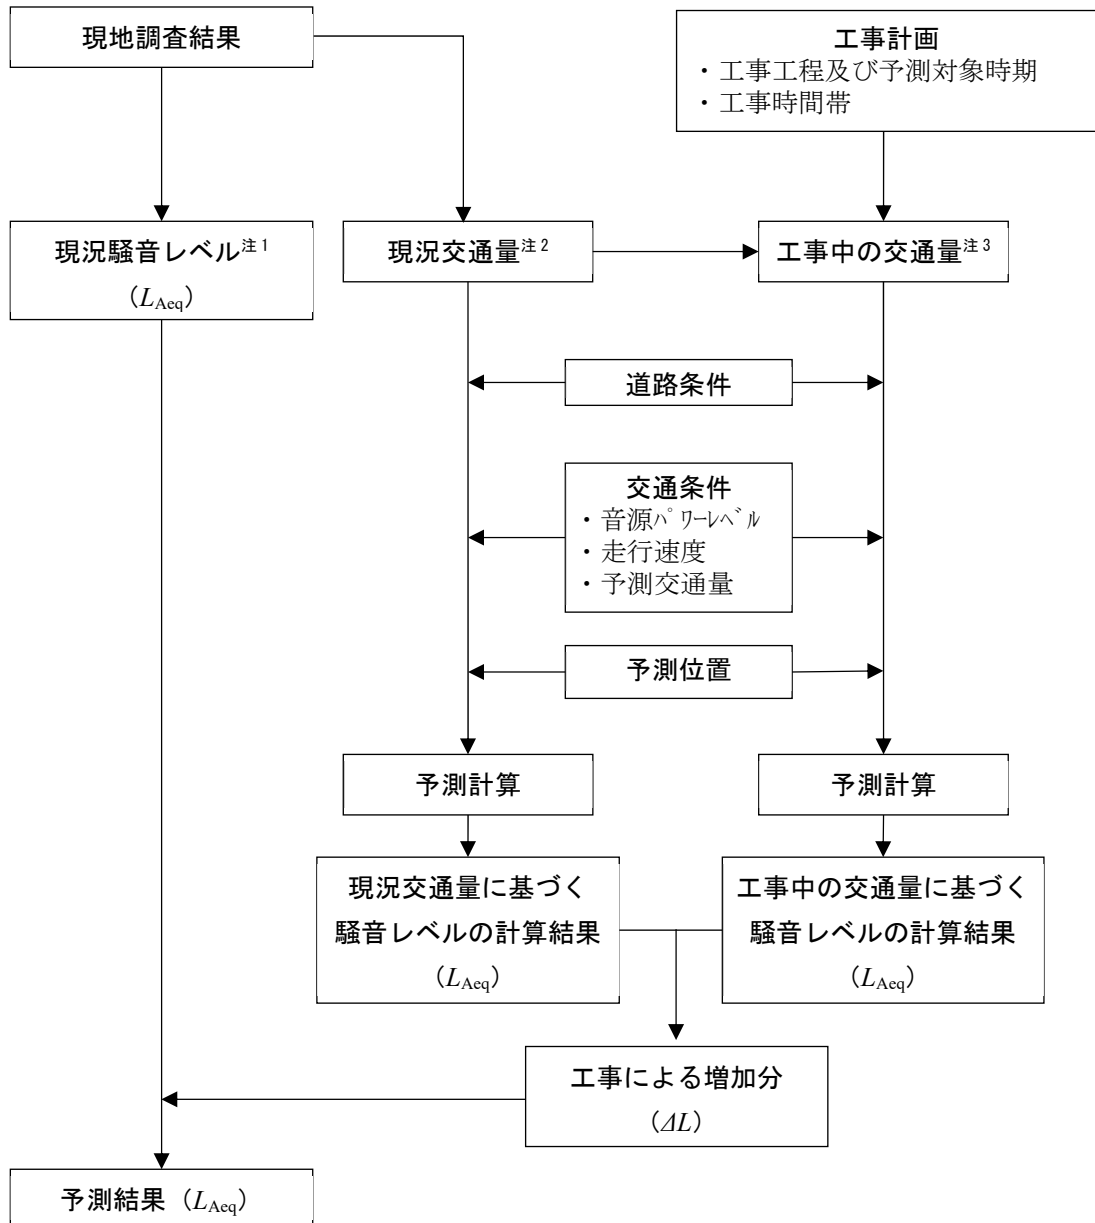 現地調査結果
工事計画
・工事工程及び予測対象時期
・工事時間帯
現況騒音レベル注1
(LAeq)
現況交通量注2
工事中の交通量注3
道路条件
交通条件
・音源ﾊﾟﾜｰﾚﾍﾞﾙ
・走行速度
・予測交通量
予測位置
予測計算
予測計算
現況交通量に基づく
騒音レベルの計算結果
(LAeq)
工事中の交通量に基づく
騒音レベルの計算結果
(LAeq)
工事による増加分
(ΔL)
予測結果 (LAeq)